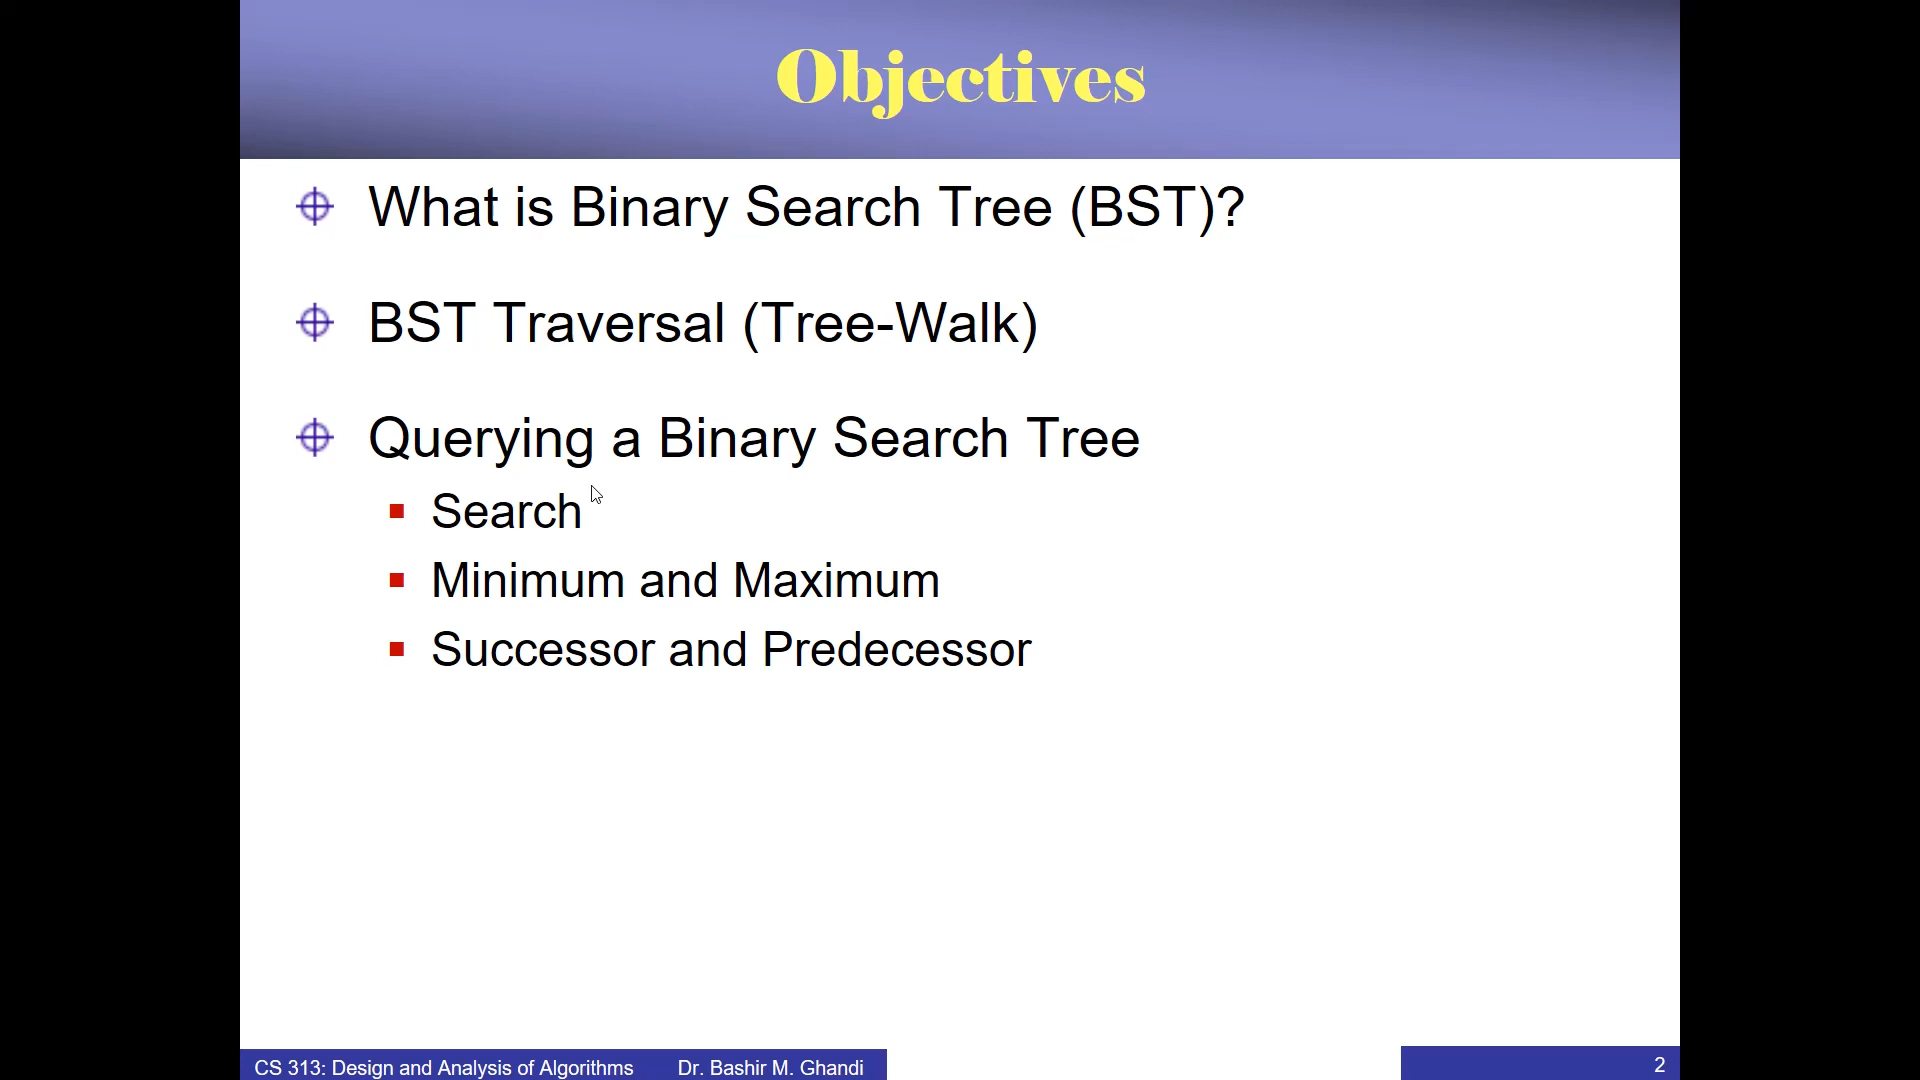 Objectives
What is Binary Search Tree (BST)?
BST Traversal (Tree-Walk)
Querying a Binary Search Tree
Search
Minimum and Maximum
Successor and Predecessor
CS 313: Design and Analysis of Algorithms Dr. Bashir M. Ghandi
2